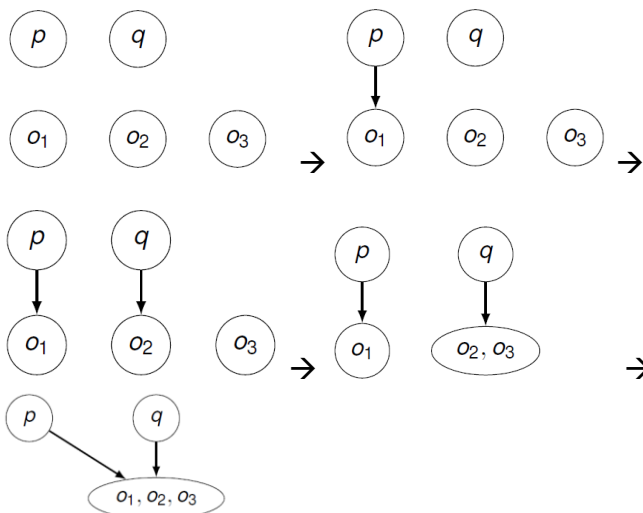 p q p q
o₁ o₂ o₃ → o₁ o₂ o₃ →
p q p q
o₁ o₂ o₃ → o₁ o₂, o₃ →
p q
o₁, o₂, o₃